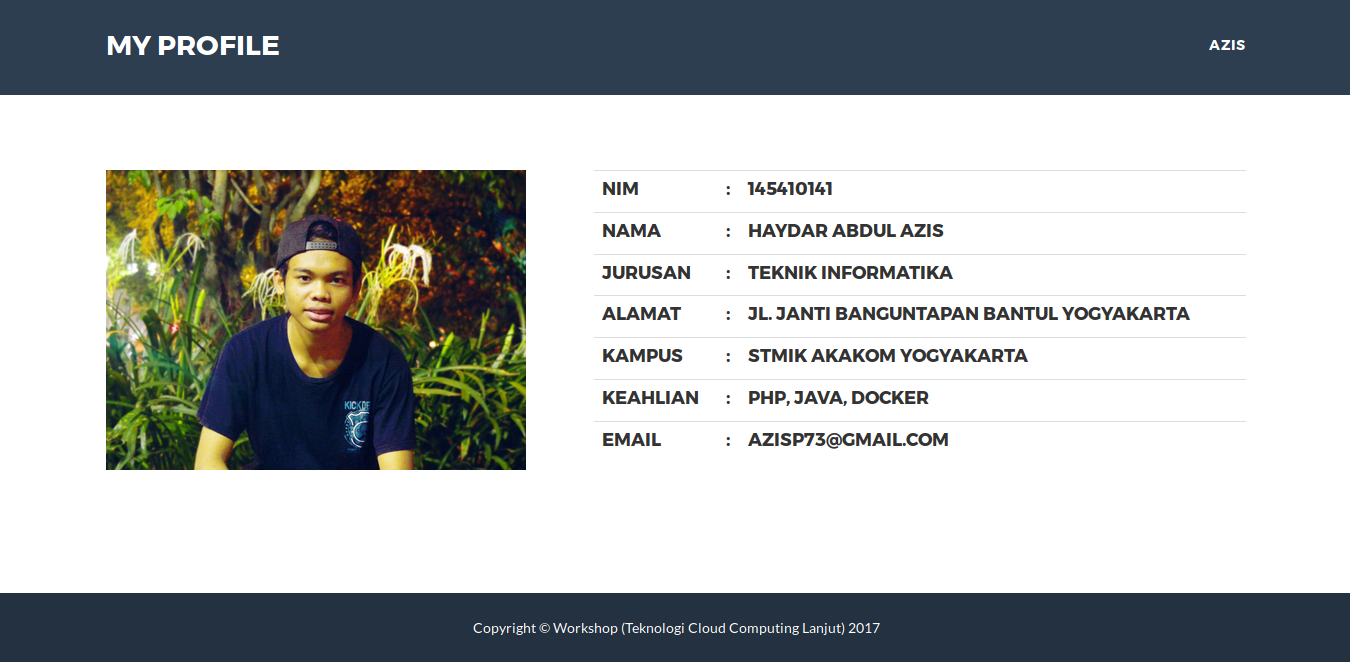 MY PROFILE
AZIS
NIM : 145410141
NAMA : HAYDAR ABDUL AZIS
JURUSAN : TEKNIK INFORMATIKA
ALAMAT : JL. JANTI BANGUNTAPAN BANTUL YOGYAKARTA
KAMPUS : STMIK AKAKOM YOGYAKARTA
KEAHLIAN : PHP, JAVA, DOCKER
EMAIL : AZISP73@GMAIL.COM
Copyright © Workshop (Teknologi Cloud Computing Lanjut) 2017